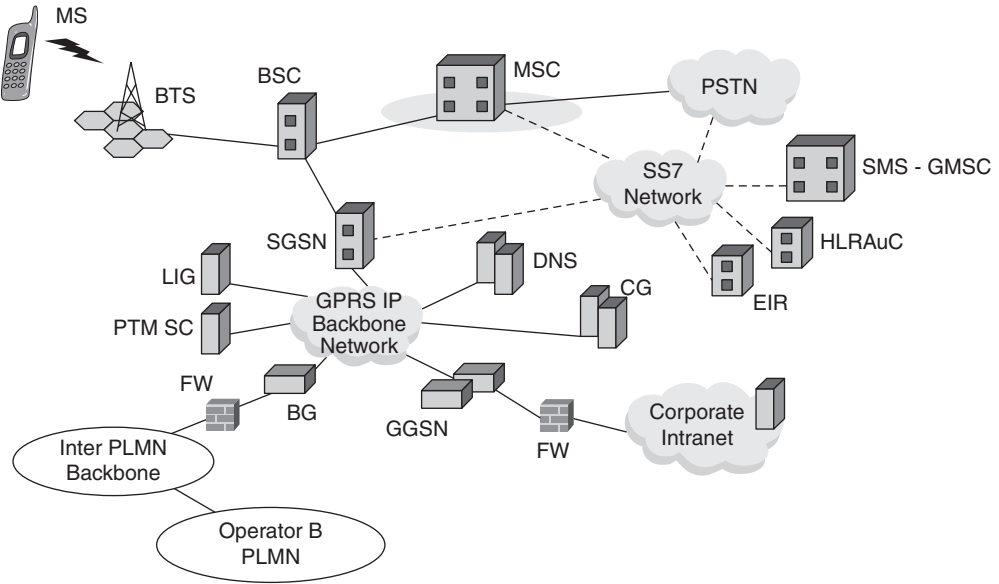 MS
BTS
BSC
MSC
PSTN
SS7
Network
SMS - GMSC
HLRAuC
EIR
SGSN
LIG
DNS
GPRS IP
Backbone
Network
CG
PTM SC
FW
BG
GGSN
FW
Corporate
Intranet
Inter PLMN
Backbone
Operator B
PLMN